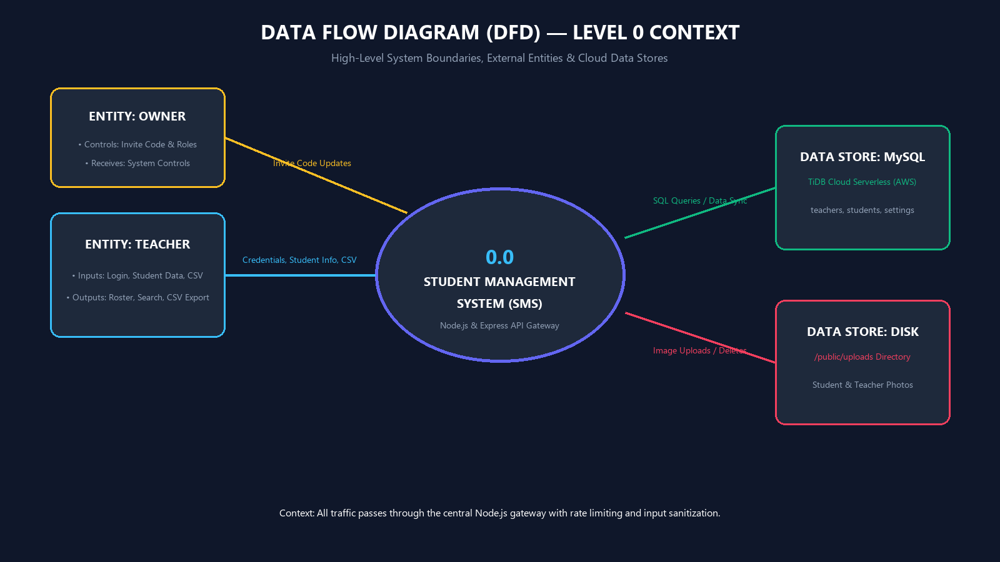 DATA FLOW DIAGRAM (DFD) — LEVEL 0 CONTEXT
High-Level System Boundaries, External Entities & Cloud Data Stores
ENTITY: OWNER
• Controls: Invite Code & Roles
• Receives: System Controls
Invite Code Updates
ENTITY: TEACHER
• Inputs: Login, Student Data, CSV
• Outputs: Roster, Search, CSV Export
Credentials, Student Info, CSV
0.0
STUDENT MANAGEMENT
SYSTEM (SMS)
Node.js & Express API Gateway
SQL Queries / Data Sync
DATA STORE: MySQL
TiDB Cloud Serverless (AWS)
teachers, students, settings
Image Uploads / Deletes
DATA STORE: DISK
/public/uploads Directory
Student & Teacher Photos
Context: All traffic passes through the central Node.js gateway with rate limiting and input sanitization.